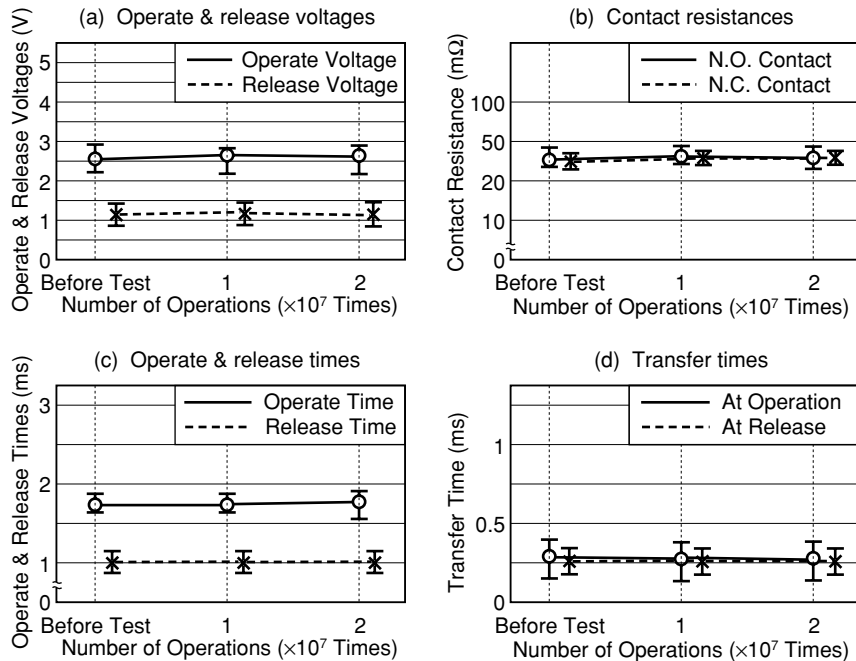 (a) Operate & release voltages
Operate & Release Voltages (V)
5
4
3
2
1
0
Operate Voltage
Release Voltage
Before Test 1 2
Number of Operations (×10⁷ Times)
(b) Contact resistances
Contact Resistance (mΩ)
100
50
20
10
0
N.O. Contact
N.C. Contact
Before Test 1 2
Number of Operations (×10⁷ Times)
(c) Operate & release times
Operate & Release Times (ms)
3
2
1
0
Operate Time
Release Time
Before Test 1 2
Number of Operations (×10⁷ Times)
(d) Transfer times
Transfer Time (ms)
1
0.5
0
At Operation
At Release
Before Test 1 2
Number of Operations (×10⁷ Times)